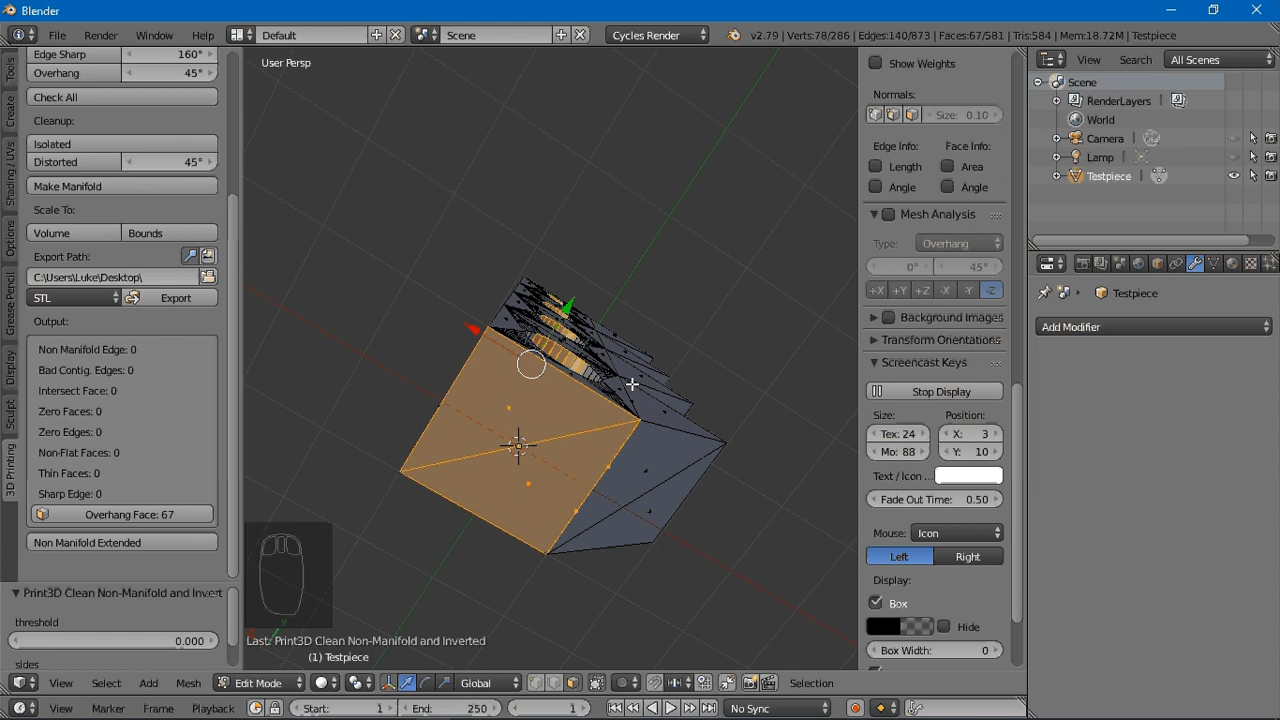 Blender
File Render Window Help Default Scene Cycles Render v2.79 | Verts:78/286 | Edges:140/873 | Faces:67/581 | Tris:584 | Mem:18.72M | Testpiece
Tools
Create
Shading / UVs
Options
Grease Pencil
Display
Sculpt
3D Printing
Edge Sharp 160°
Overhang 45°
Check All
Cleanup:
Isolated
Distorted 45°
Make Manifold
Scale To:
Volume Bounds
Export Path:
C:\Users\Luke\Desktop\
STL Export
Output:
Non Manifold Edge: 0
Bad Contig. Edges: 0
Intersect Face: 0
Zero Faces: 0
Zero Edges: 0
Non-Flat Faces: 0
Thin Faces: 0
Sharp Edge: 0
Overhang Face: 67
Non Manifold Extended
Print3D Clean Non-Manifold and Invert
threshold
0.000
sides
User Persp
Last: Print3D Clean Non-Manifold and Inverted
(1) Testpiece
View Select Add Mesh Edit Mode Global Selection
View Marker Frame Playback Start: 1 End: 250 1 No Sync
Show Weights
Normals:
Size: 0.10
Edge Info: Face Info:
Length Area
Angle Angle
Mesh Analysis
Type: Overhang
0° 45°
+X +Y +Z -X -Y -Z
Background Images
Transform Orientations
Screencast Keys
Stop Display
Size: Position:
Tex: 24 X: 3
Mo: 88 Y: 10
Text / Icon ...
Fade Out Time: 0.50
Mouse: Icon
Left Right
Display:
Box
Hide
Box Width: 0
View Search All Scenes
Scene
RenderLayers
World
Camera
Lamp
Testpiece
Testpiece
Add Modifier